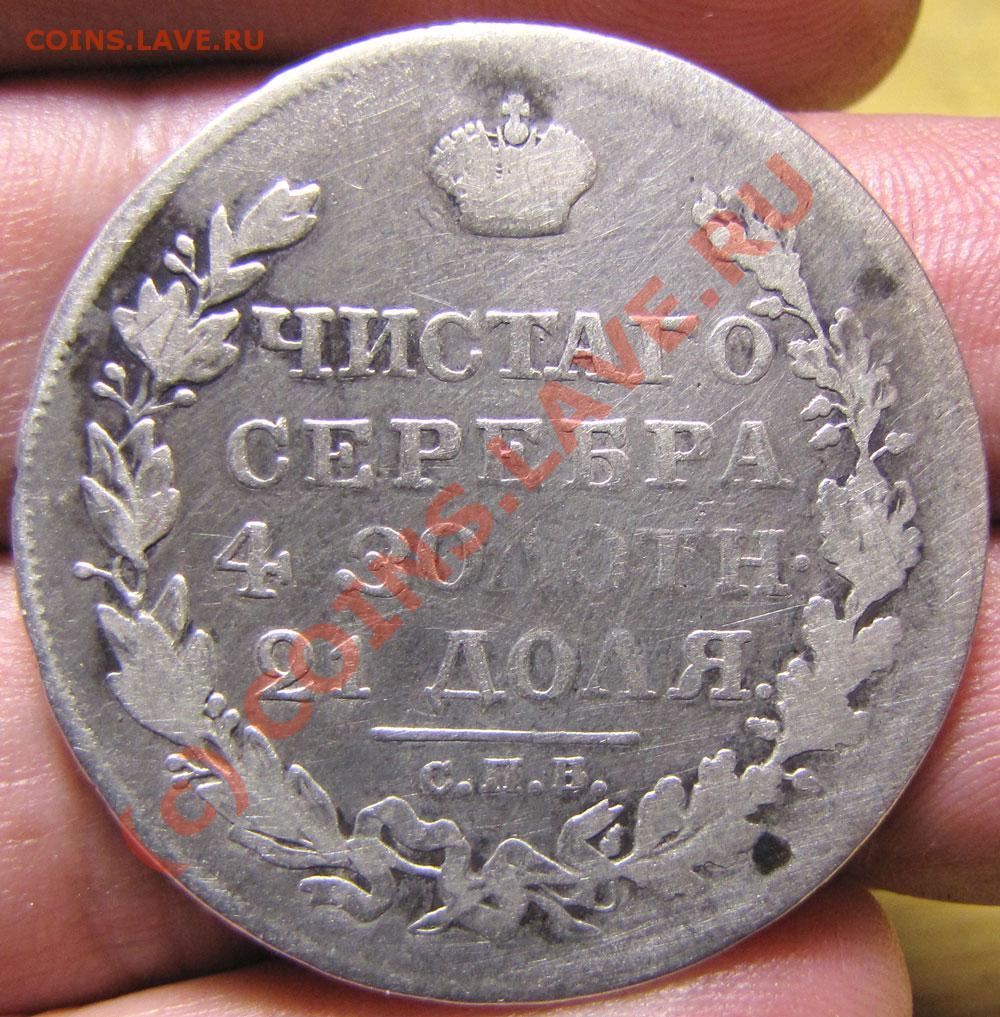 COINS.LAVE.RU
ЧИСТАГО
СЕРЕБРА
4 ЗОЛОТН.
21 ДОЛЯ.
С.П.Б.
(c) COINS.LAVE.RU